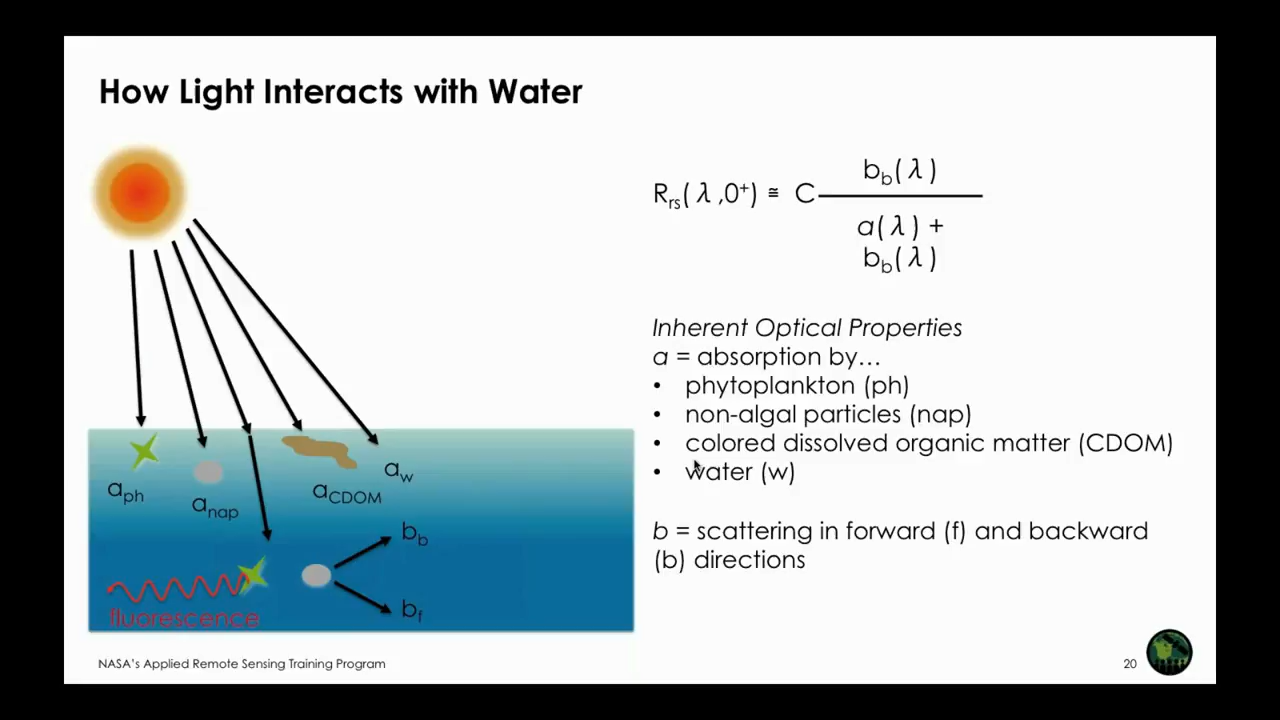 How Light Interacts with Water
R_rs(λ,0⁺) ≅ C
b_b(λ)
a(λ) +
b_b(λ)
Inherent Optical Properties
a = absorption by…
• phytoplankton (ph)
• non-algal particles (nap)
• colored dissolved organic matter (CDOM)
• water (w)
b = scattering in forward (f) and backward
(b) directions
a_ph
a_nap
a_CDOM
a_w
b_b
b_f
fluorescence
NASA's Applied Remote Sensing Training Program
20